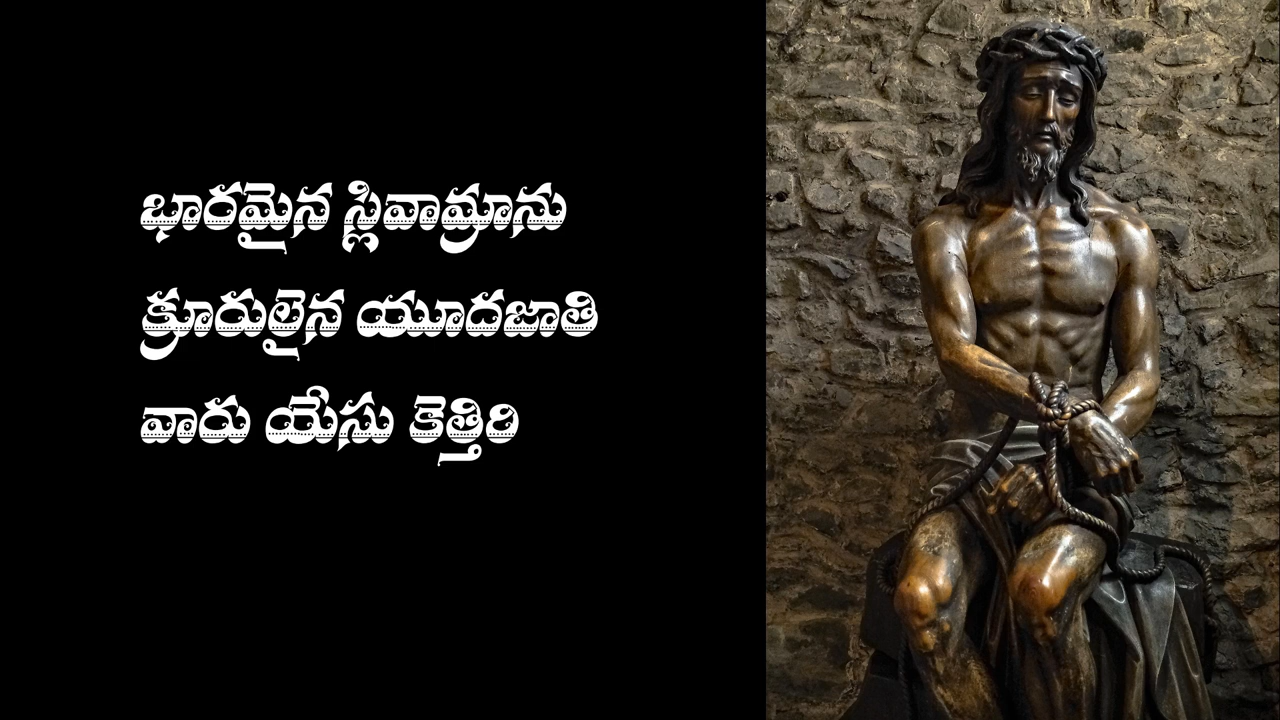 భారమైన స్లివామ్రాను
క్రూరులైన యూదజాతి
వారు యేసు కెత్తిరి